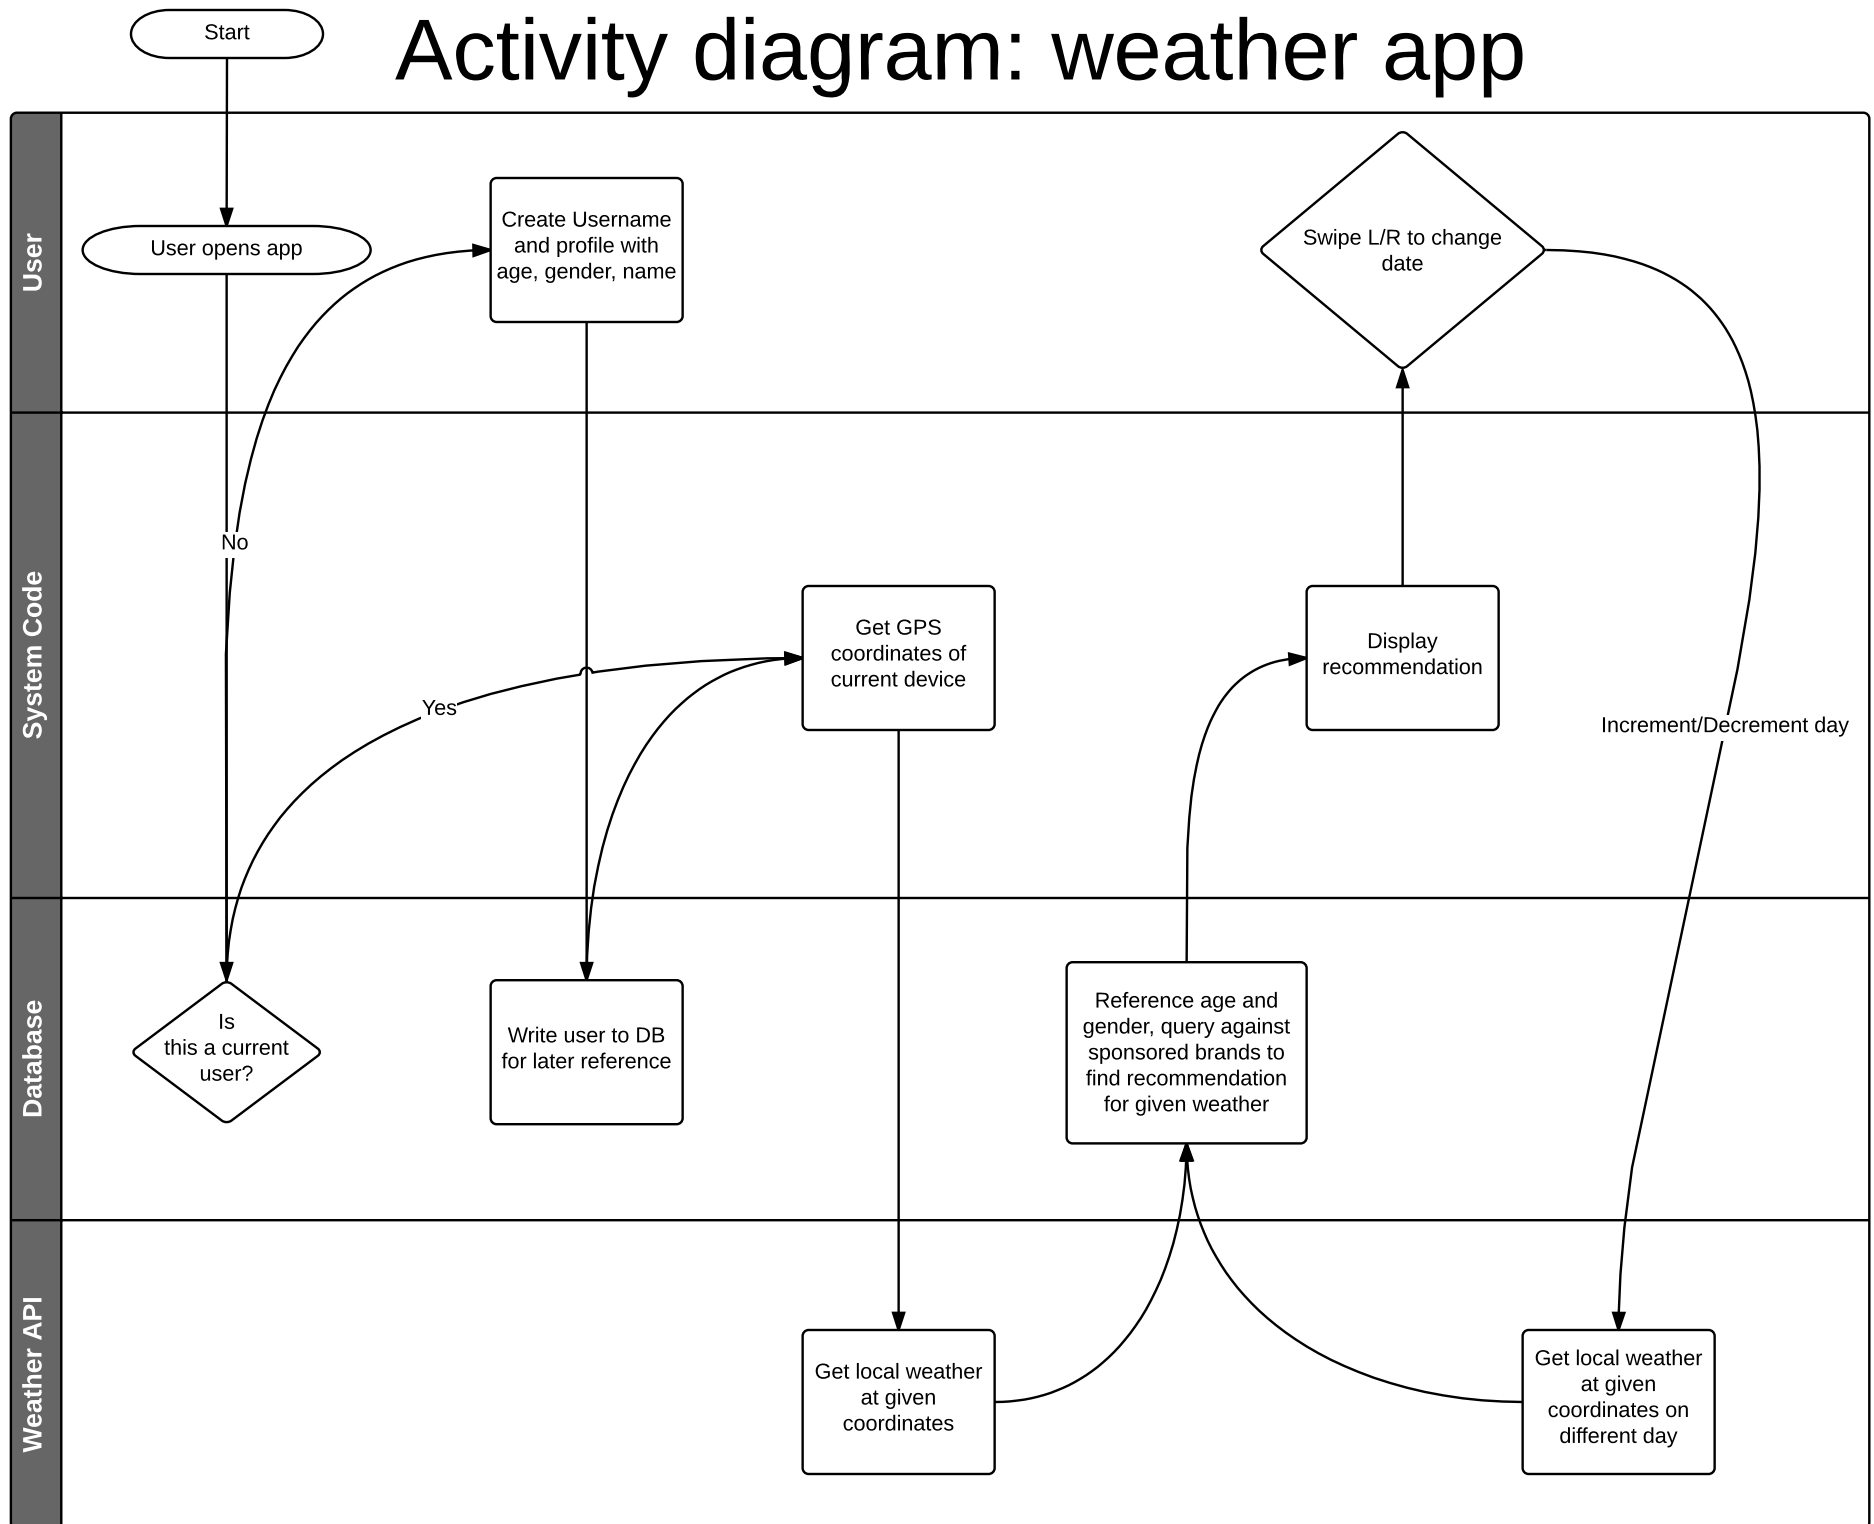 Start
Activity diagram: weather app
User
User opens app
Create Username
and profile with
age, gender, name
Swipe L/R to change
date
System Code
No
Get GPS
coordinates of
current device
Display
recommendation
Yes
Increment/Decrement day
Database
Is
this a current
user?
Write user to DB
for later reference
Reference age and
gender, query against
sponsored brands to
find recommendation
for given weather
Weather API
Get local weather
at given
coordinates
Get local weather
at given
coordinates on
different day